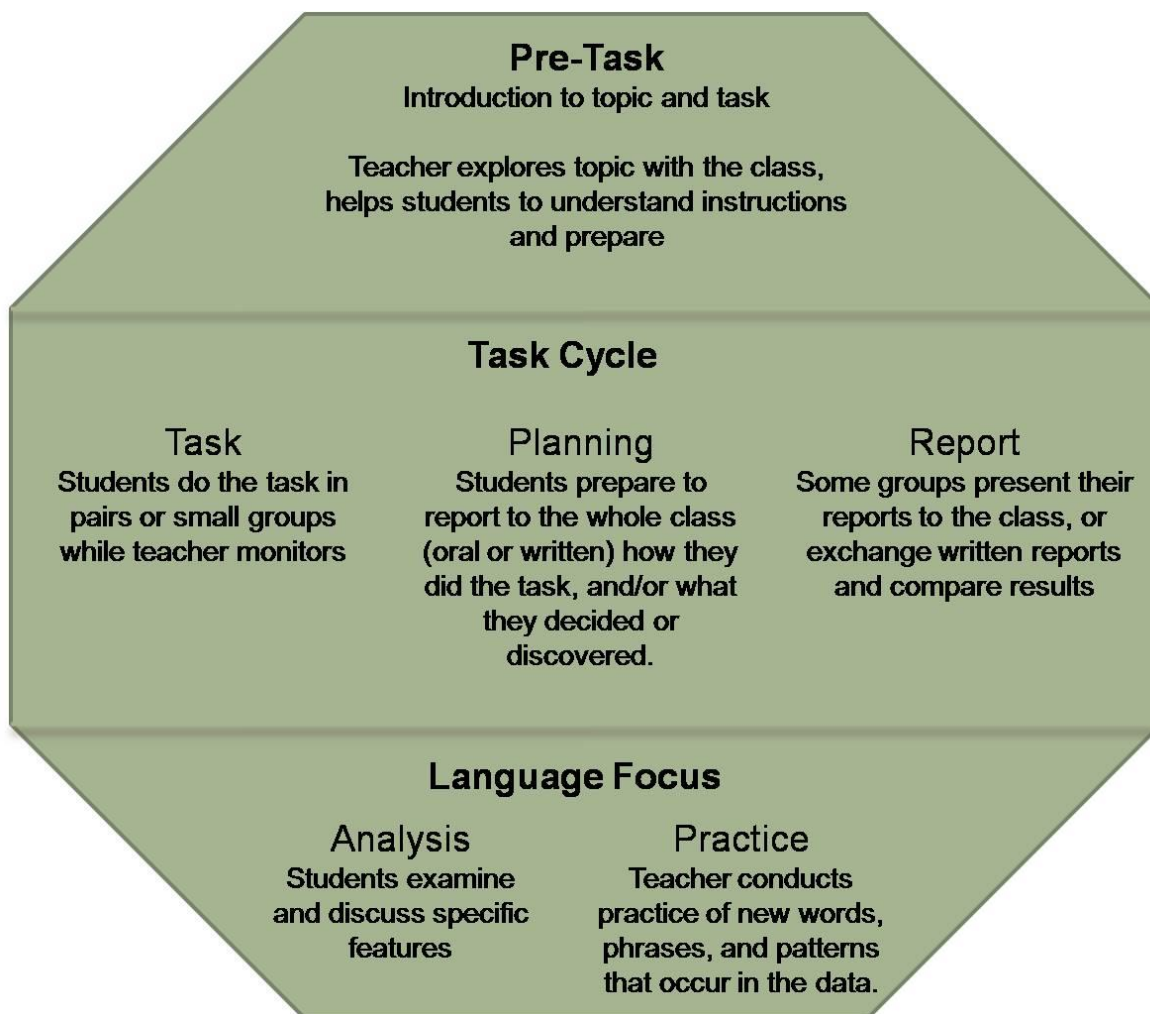 Pre-Task
Introduction to topic and task
Teacher explores topic with the class,
helps students to understand instructions
and prepare
Task Cycle
Task
Students do the task in
pairs or small groups
while teacher monitors
Planning
Students prepare to
report to the whole class
(oral or written) how they
did the task, and/or what
they decided or
discovered.
Report
Some groups present their
reports to the class, or
exchange written reports
and compare results
Language Focus
Analysis
Students examine
and discuss specific
features
Practice
Teacher conducts
practice of new words,
phrases, and patterns
that occur in the data.